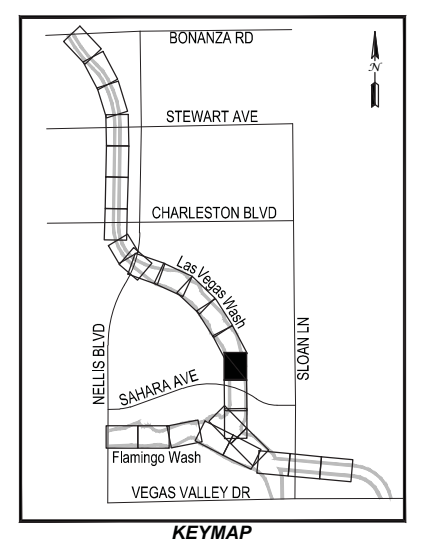 BONANZA RD
N
STEWART AVE
CHARLESTON BLVD
Las Vegas Wash
NELLIS BLVD
SLOAN LN
SAHARA AVE
Flamingo Wash
VEGAS VALLEY DR
KEYMAP